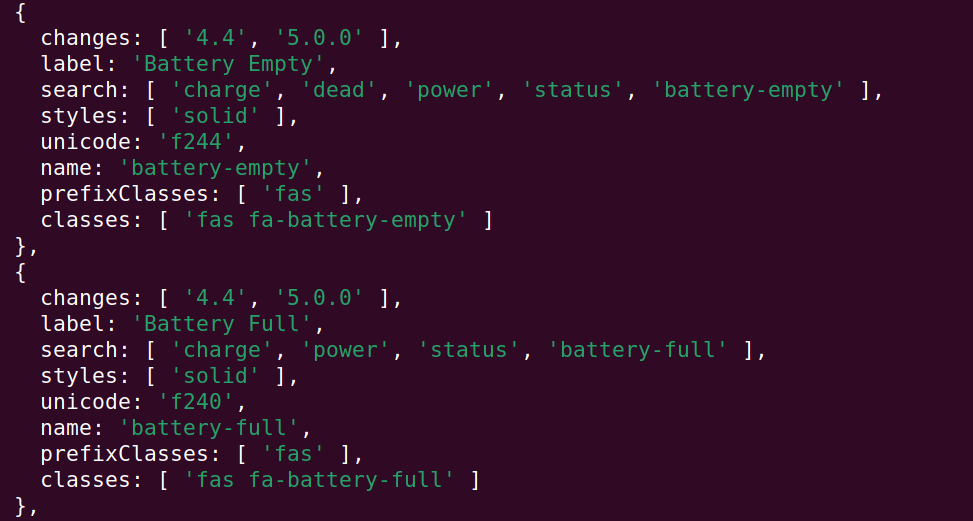 {
  changes: [ '4.4', '5.0.0' ],
  label: 'Battery Empty',
  search: [ 'charge', 'dead', 'power', 'status', 'battery-empty' ],
  styles: [ 'solid' ],
  unicode: 'f244',
  name: 'battery-empty',
  prefixClasses: [ 'fas' ],
  classes: [ 'fas fa-battery-empty' ]
},
{
  changes: [ '4.4', '5.0.0' ],
  label: 'Battery Full',
  search: [ 'charge', 'power', 'status', 'battery-full' ],
  styles: [ 'solid' ],
  unicode: 'f240',
  name: 'battery-full',
  prefixClasses: [ 'fas' ],
  classes: [ 'fas fa-battery-full' ]
},